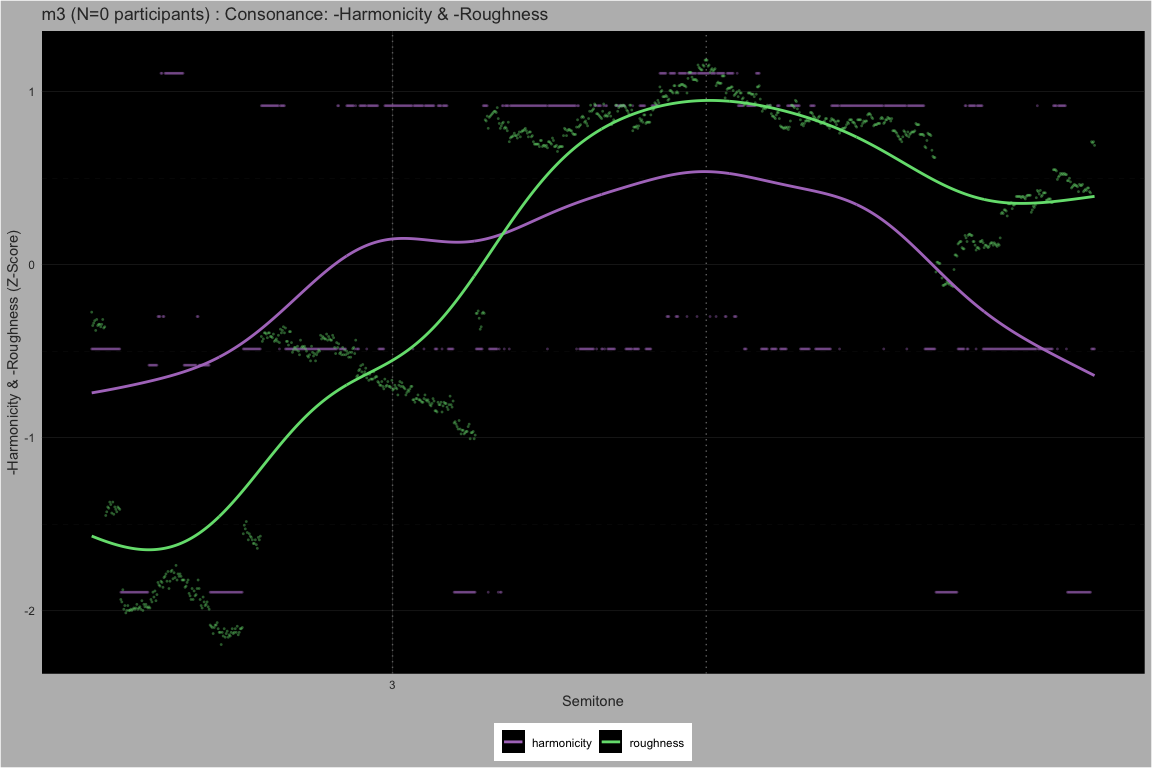 m3 (N=0 participants) : Consonance: -Harmonicity & -Roughness
-Harmonicity & -Roughness (Z-Score)
1
0
-1
-2
3
Semitone
harmonicity
roughness